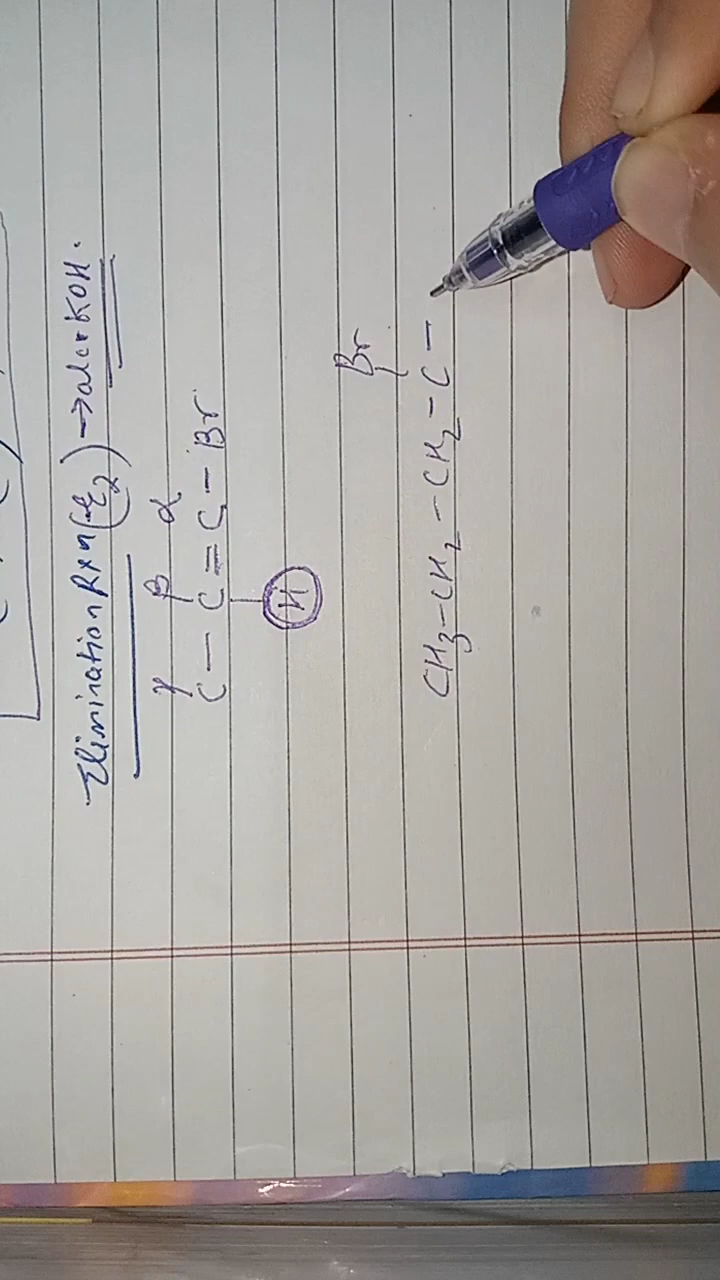 Elimination Rxn (E2) → alc. KOH.
γ β α
C — C = C — Br
H
Br
CH3-CH2-CH2-C-